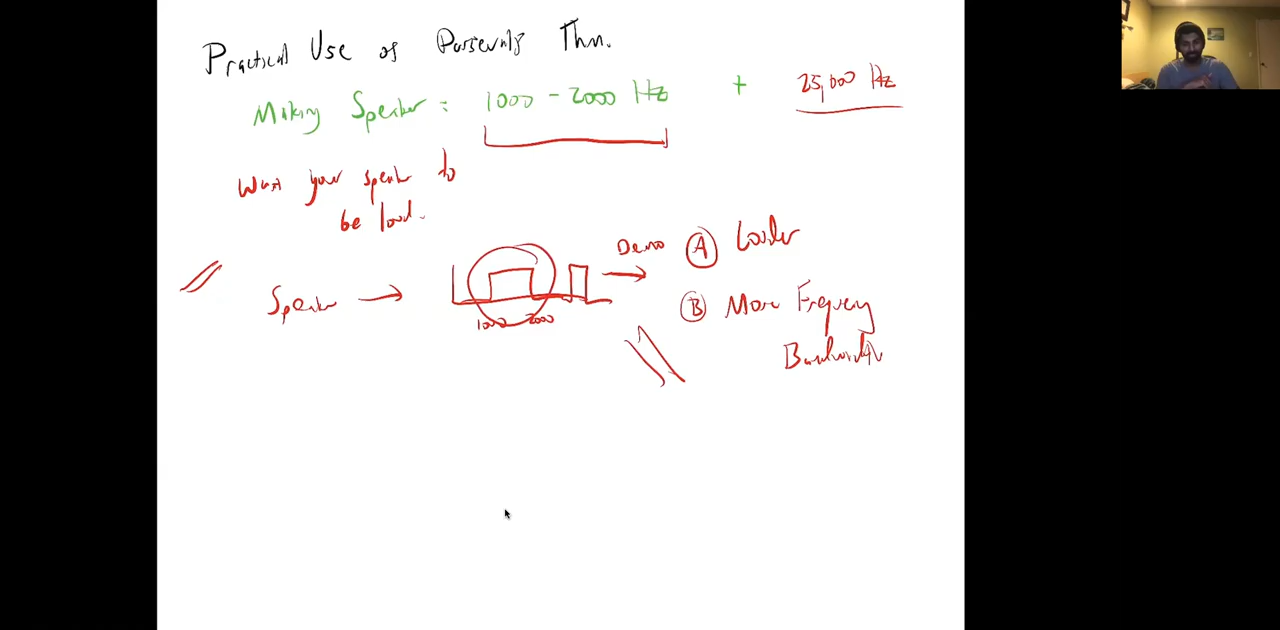 Practical Use of Parsevals Thm.
Making Speaker : 1000 - 2000 Hz + 25,000 Hz
Want your speaker to
be loud.
Speaker → 1000 2000 Demo → Ⓐ Louder
Ⓑ More Frequency
Bandwidth